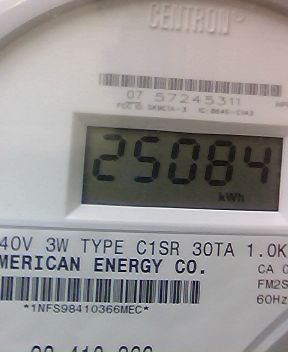 CENTRON®
07 57245311
25084
kWh
40V 3W TYPE C1SR 30TA 1.0K
MERICAN ENERGY CO.
CA 0
FM2S
60Hz
*1NFS98410366MEC*